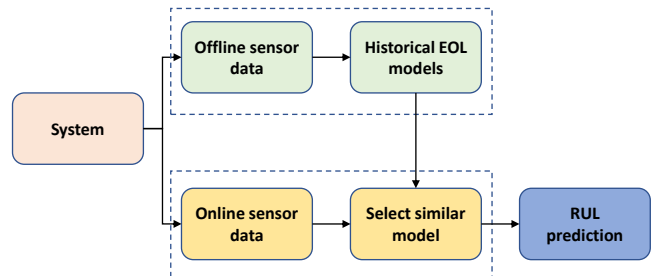 Offline sensor
data
Historical EOL
models
System
Online sensor
data
Select similar
model
RUL
prediction